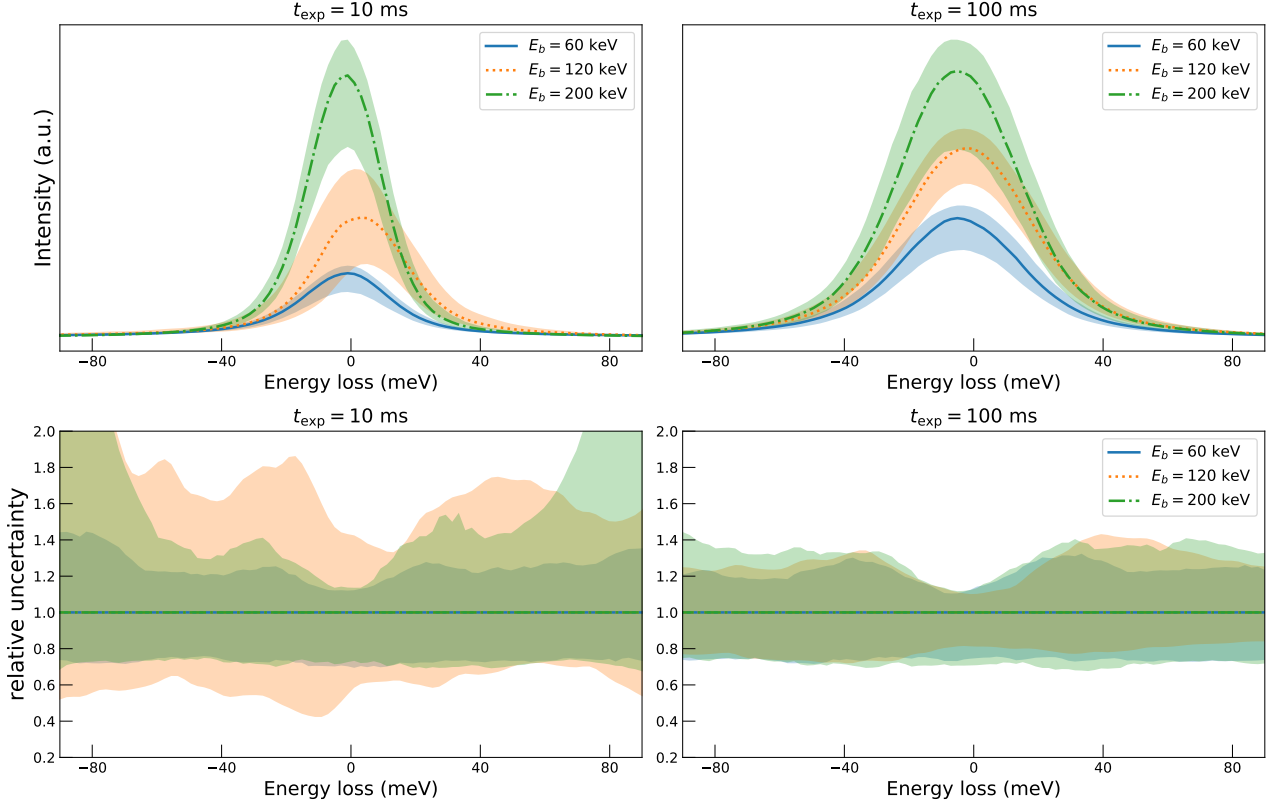 t_exp = 10 ms
t_exp = 100 ms
Intensity (a.u.)
E_b = 60 keV
E_b = 120 keV
E_b = 200 keV
E_b = 60 keV
E_b = 120 keV
E_b = 200 keV
−80 −40 0 40 80
−80 −40 0 40 80
Energy loss (meV)
Energy loss (meV)
t_exp = 10 ms
t_exp = 100 ms
relative uncertainty
2.0
1.8
1.6
1.4
1.2
1.0
0.8
0.6
0.4
0.2
2.0
1.8
1.6
1.4
1.2
1.0
0.8
0.6
0.4
0.2
E_b = 60 keV
E_b = 120 keV
E_b = 200 keV
−80 −40 0 40 80
−80 −40 0 40 80
Energy loss (meV)
Energy loss (meV)